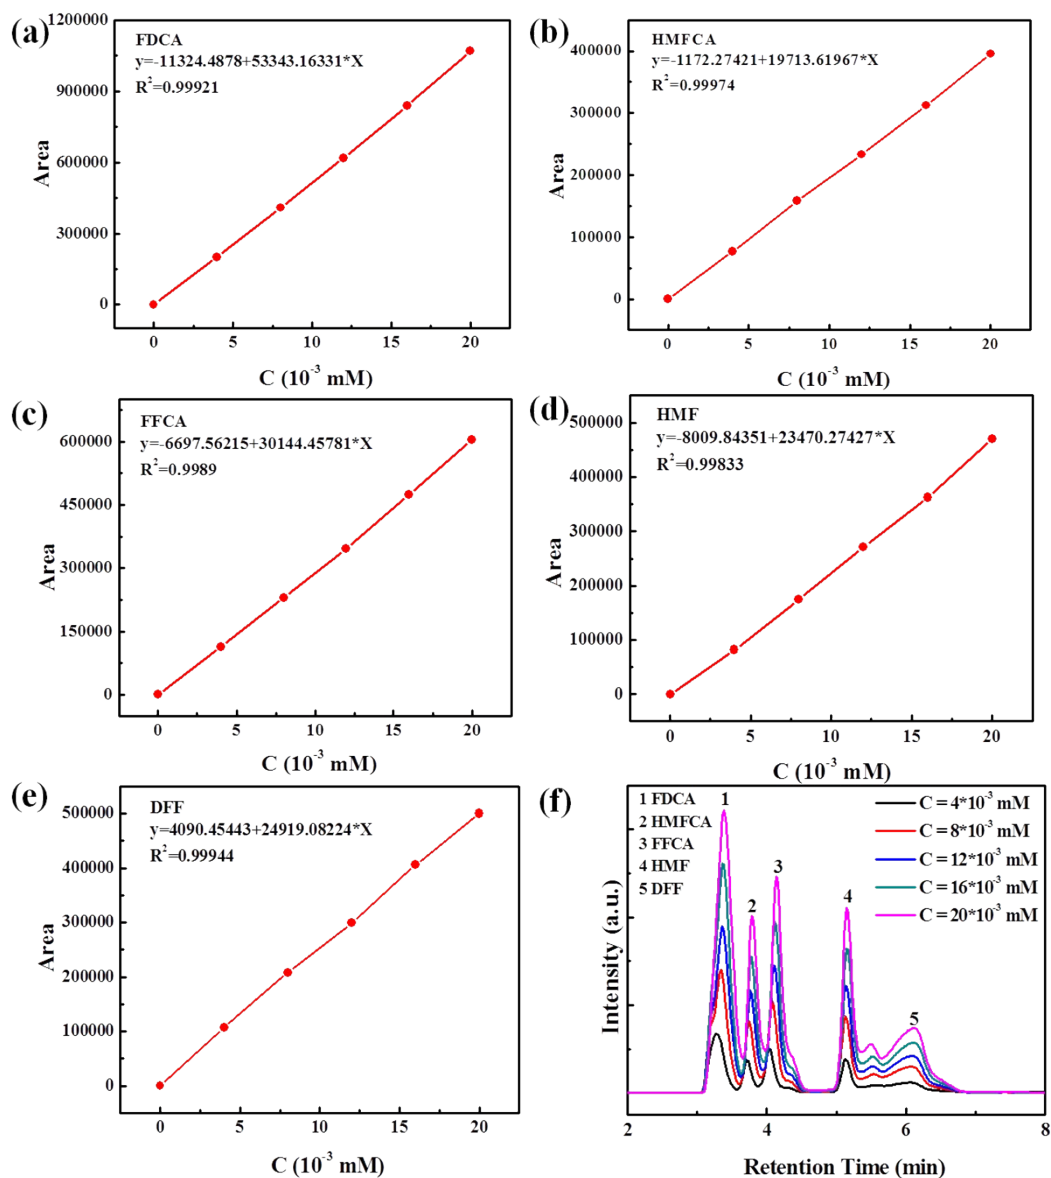 (a)
FDCA
y=-11324.4878+53343.16331*X
R²=0.99921
1200000
900000
600000
300000
0
Area
0 5 10 15 20
C (10⁻³ mM)
(b)
HMFCA
y=-1172.27421+19713.61967*X
R²=0.99974
400000
300000
200000
100000
0
Area
0 5 10 15 20
C (10⁻³ mM)
(c)
FFCA
y=-6697.56215+30144.45781*X
R²=0.9989
600000
450000
300000
150000
0
Area
0 5 10 15 20
C (10⁻³ mM)
(d)
HMF
y=-8009.84351+23470.27427*X
R²=0.99833
500000
400000
300000
200000
100000
0
Area
0 5 10 15 20
C (10⁻³ mM)
(e)
DFF
y=4090.45443+24919.08224*X
R²=0.99944
500000
400000
300000
200000
100000
0
Area
0 5 10 15 20
C (10⁻³ mM)
(f)
1 FDCA
2 HMFCA
3 FFCA
4 HMF
5 DFF
1
2
3
4
5
C = 4*10⁻³ mM
C = 8*10⁻³ mM
C = 12*10⁻³ mM
C = 16*10⁻³ mM
C = 20*10⁻³ mM
Intensity (a.u.)
2 4 6 8
Retention Time (min)